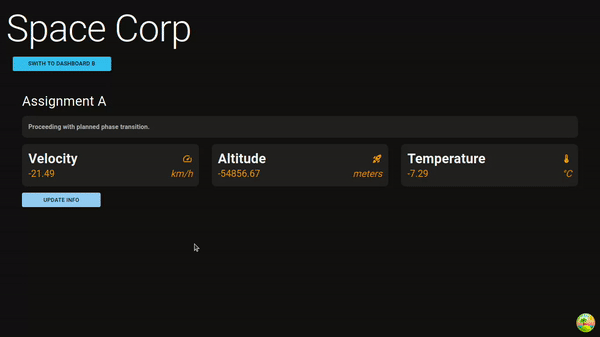 Space Corp
SWITH TO DASHBOARD B
Assignment A
Proceeding with planned phase transition.
Velocity
-21.49 km/h
Altitude
-54856.67 meters
Temperature
-7.29 °C
UPDATE INFO